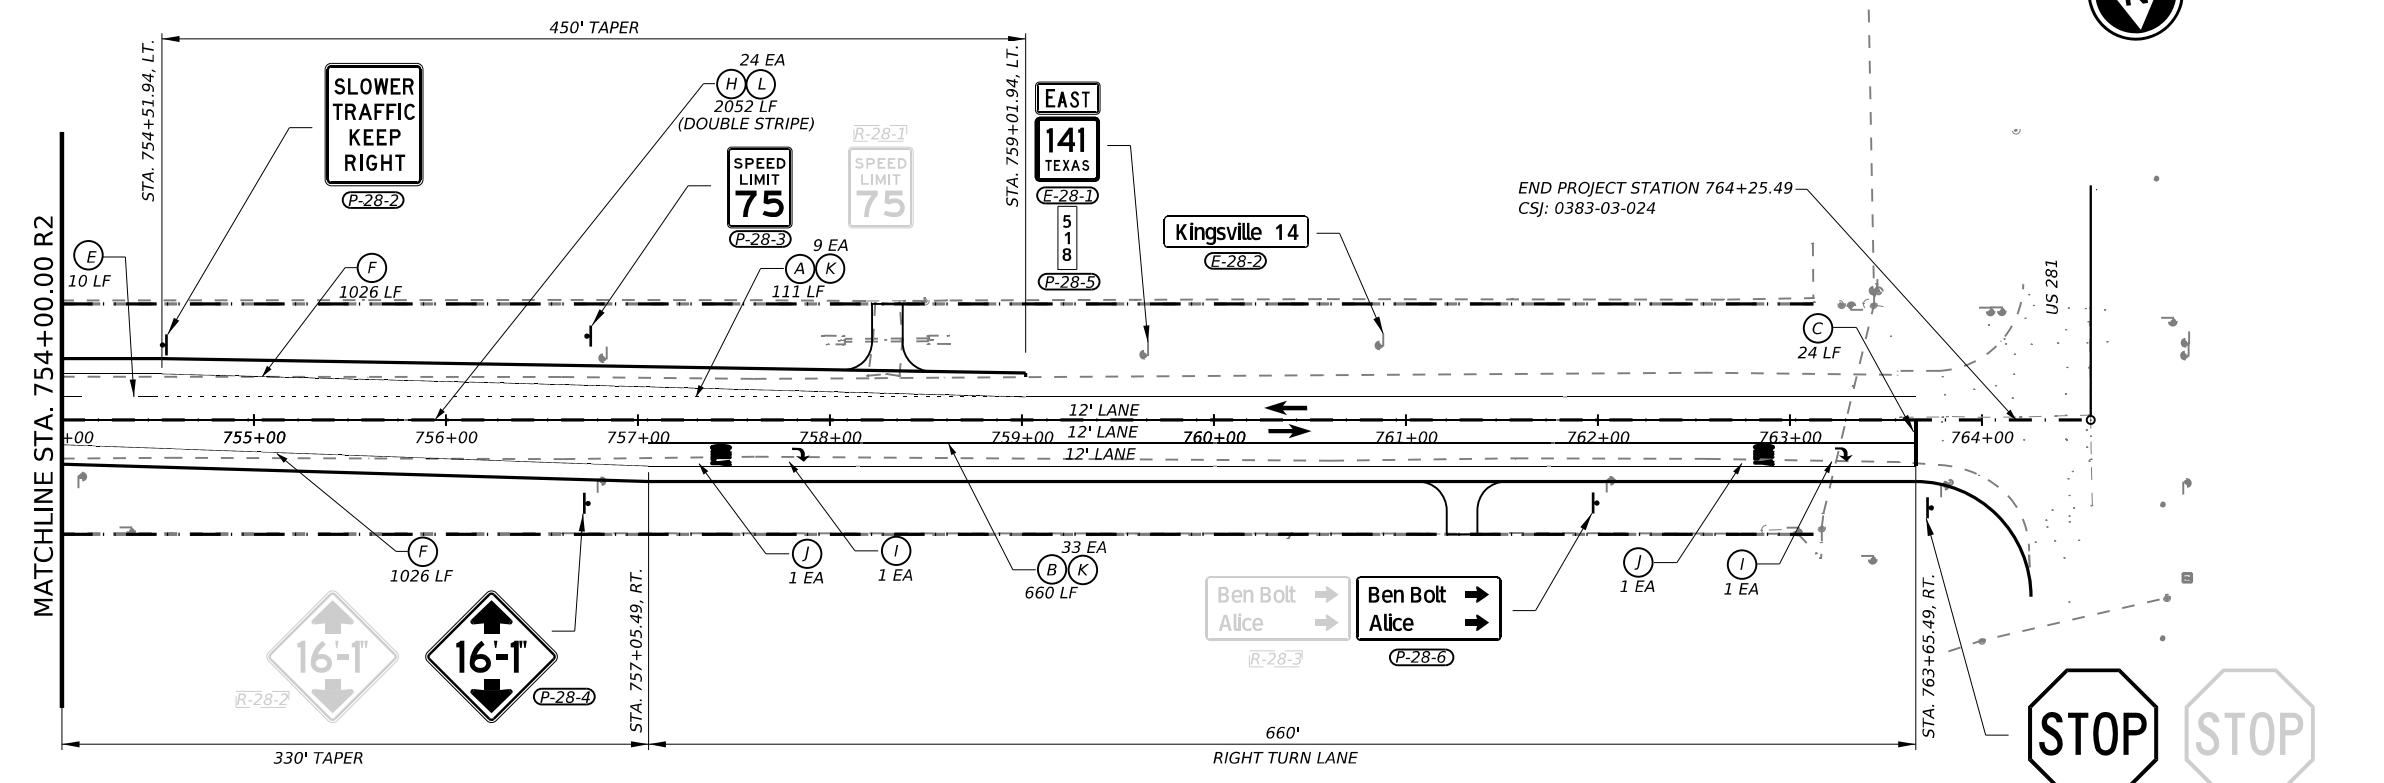 450' TAPER
STA. 754+51.94, LT.
STA. 759+01.94, LT.
SLOWER
TRAFFIC
KEEP
RIGHT
P-28-2
24 EA
H L
2052 LF
(DOUBLE STRIPE)
SPEED
LIMIT
75
P-28-3
R-28-1
SPEED
LIMIT
75
EAST
141
TEXAS
E-28-1
5
1
8
P-28-5
Kingsville 14
E-28-2
END PROJECT STATION 764+25.49
CSJ: 0383-03-024
US 281
MATCHLINE STA. 754+00.00 R2
E
10 LF
F
1026 LF
9 EA
A K
111 LF
C
24 LF
12' LANE
12' LANE
12' LANE
+00 755+00 756+00 757+00 758+00 759+00 760+00 761+00 762+00 763+00 764+00
F
1026 LF
J
1 EA
I
1 EA
33 EA
B K
660 LF
J
1 EA
I
1 EA
Ben Bolt
Alice
R-28-3
Ben Bolt
Alice
P-28-6
16'-1"
R-28-2
16'-1"
P-28-4
STA. 757+05.49, RT.
STA. 763+65.49, RT.
STOP
STOP
330' TAPER
660'
RIGHT TURN LANE